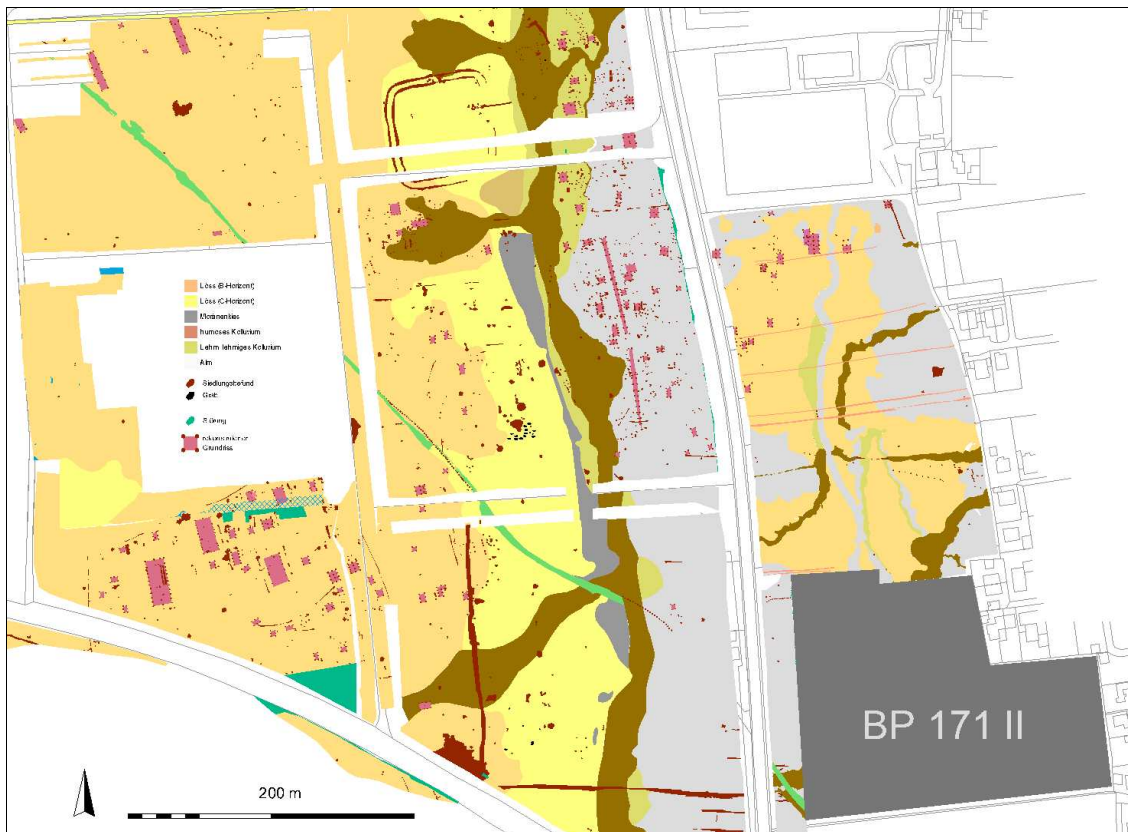 Löss (B-Horizont)
Löss (C-Horizont)
Moränenkies
humoses Kolluvium
Lehm lehmiges Kolluvium
Alm
Siedlungsbefund
Grab
Störung
Grundriss
BP 171 II
200 m